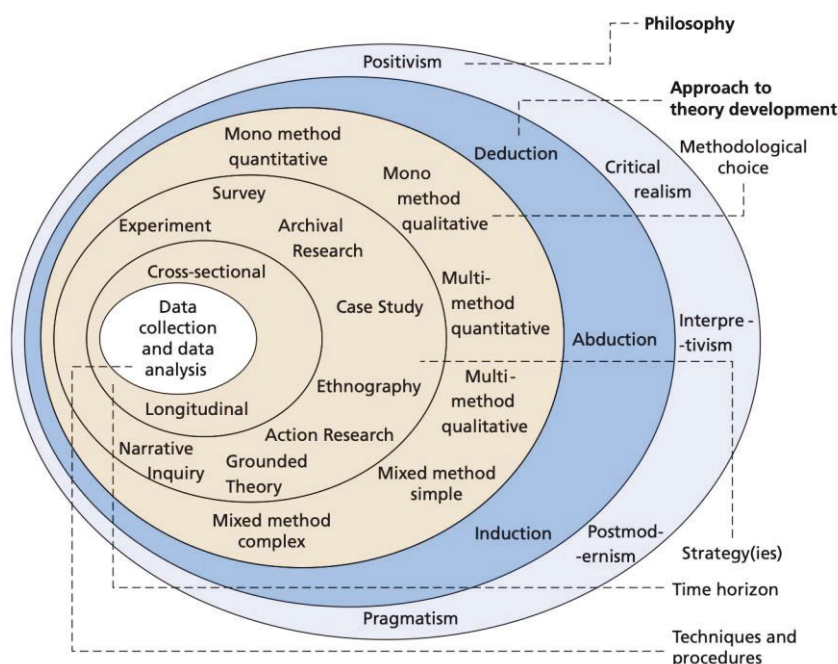 Philosophy
Positivism
Approach to
theory development
Mono method
quantitative
Deduction
Methodological
choice
Mono
method
qualitative
Critical
realism
Survey
Experiment
Archival
Research
Cross-sectional
Multi-
method
quantitative
Data
collection
and data
analysis
Case Study
Abduction
Interpre-
-tivism
Ethnography
Multi-
method
qualitative
Longitudinal
Action Research
Narrative
Inquiry
Grounded
Theory
Mixed method
simple
Mixed method
complex
Induction
Postmod-
-ernism
Strategy(ies)
Time horizon
Pragmatism
Techniques and
procedures